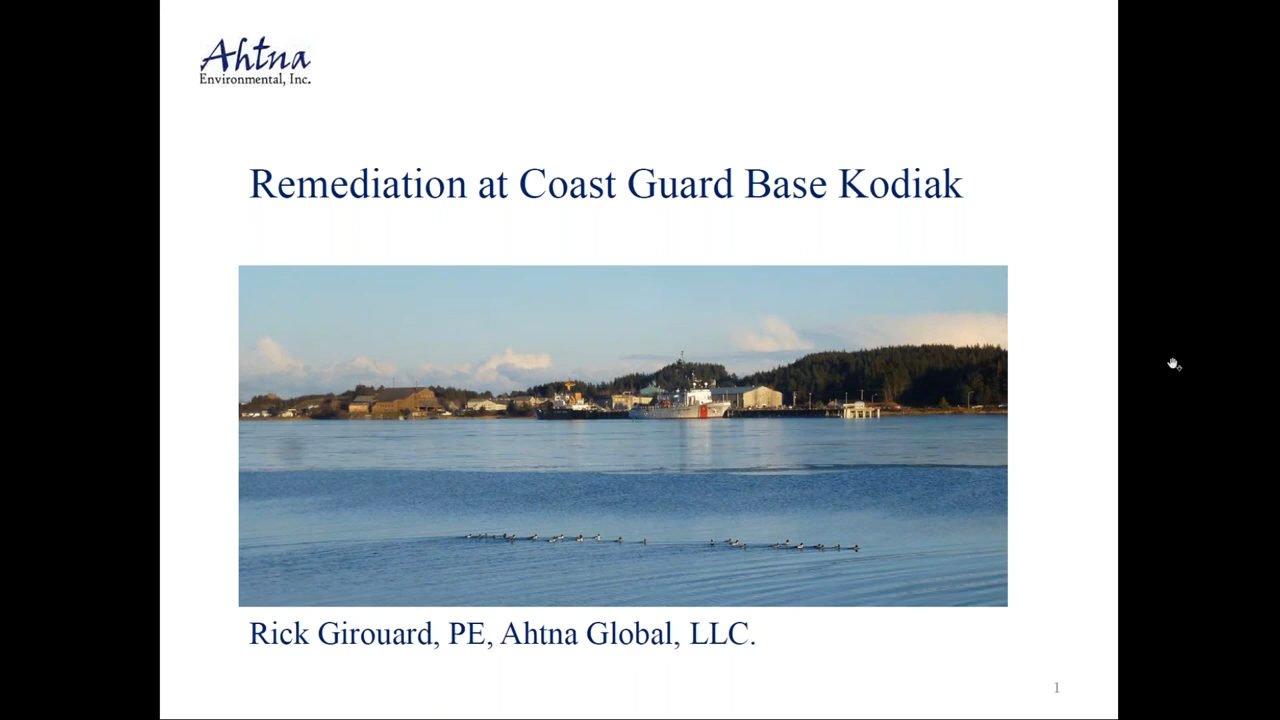 Ahtna
Environmental, Inc.
Remediation at Coast Guard Base Kodiak
Rick Girouard, PE, Ahtna Global, LLC.
1